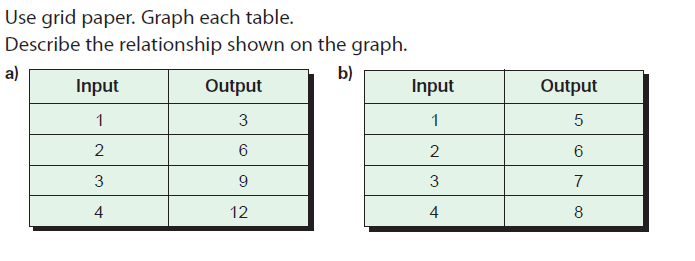 Use grid paper. Graph each table.
Describe the relationship shown on the graph.
a) b)
Input Output Input Output
1 3 1 5
2 6 2 6
3 9 3 7
4 12 4 8